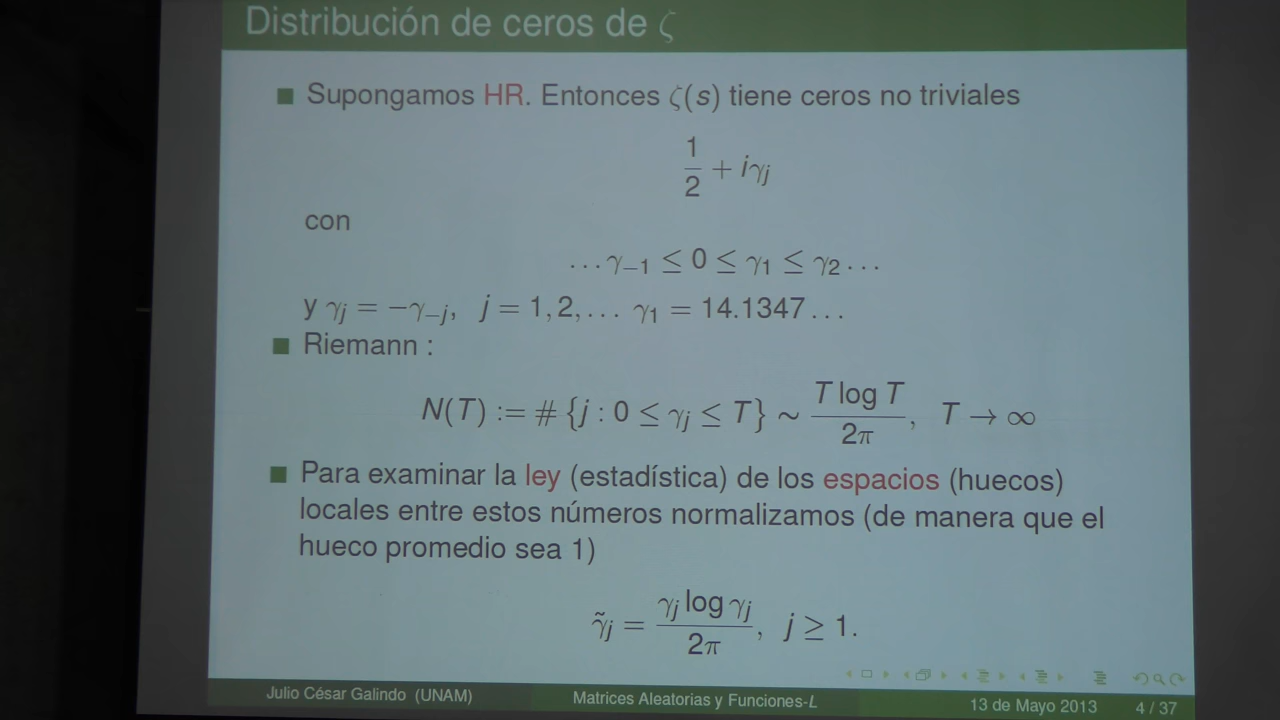 Distribución de ceros de ζ
Supongamos HR. Entonces ζ(s) tiene ceros no triviales
1/2 + iγ_j
con
...γ_{−1} ≤ 0 ≤ γ_1 ≤ γ_2...
y γ_j = −γ_{−j}, j = 1, 2, ... γ_1 = 14.1347...
Riemann :
N(T) := # {j : 0 ≤ γ_j ≤ T} ~ T log T / 2π, T → ∞
Para examinar la ley (estadística) de los espacios (huecos)
locales entre estos números normalizamos (de manera que el
hueco promedio sea 1)
γ̃_j = γ_j log γ_j / 2π, j ≥ 1.
Julio César Galindo (UNAM) Matrices Aleatorias y Funciones-L 13 de Mayo 2013 4 / 37